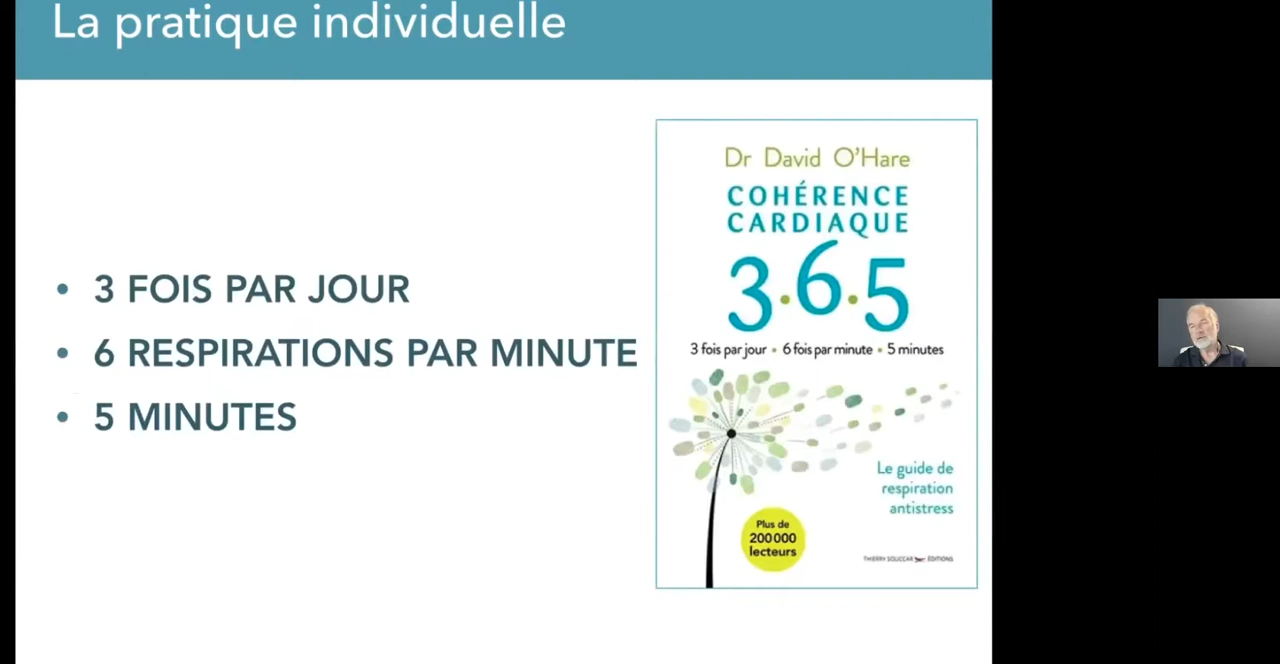 La pratique individuelle
• 3 FOIS PAR JOUR
• 6 RESPIRATIONS PAR MINUTE
• 5 MINUTES
Dr David O'Hare
COHÉRENCE
CARDIAQUE
3·6·5
3 fois par jour • 6 fois par minute • 5 minutes
Le guide de
respiration
antistress
Plus de
200 000
lecteurs
THIERRY SOUCCAR ÉDITIONS